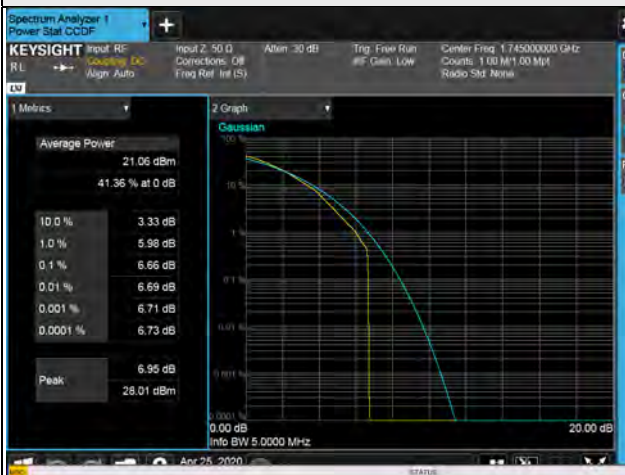 Spectrum Analyzer 1
Power Stat CCDF
KEYSIGHT Input: RF Input Z: 50 Ω Atten: 30 dB Trig: Free Run Center Freq: 1.745000000 GHz
RL Coupling: DC Corrections: Off #IF Gain: Low Counts: 1.00 M/1.00 Mpt
Align: Auto Freq Ref: Int (S) Radio Std: None
1 Metrics
2 Graph
Gaussian
Average Power
21.06 dBm
41.36 % at 0 dB
10.0 % 3.33 dB
1.0 % 5.98 dB
0.1 % 6.66 dB
0.01 % 6.69 dB
0.001 % 6.71 dB
0.0001 % 6.73 dB
Peak 6.95 dB
28.01 dBm
100 %
10 %
1 %
0.1 %
0.01 %
0.001 %
0.0001 %
0.00 dB 20.00 dB
Info BW 5.0000 MHz
Apr 25, 2020
STATUS